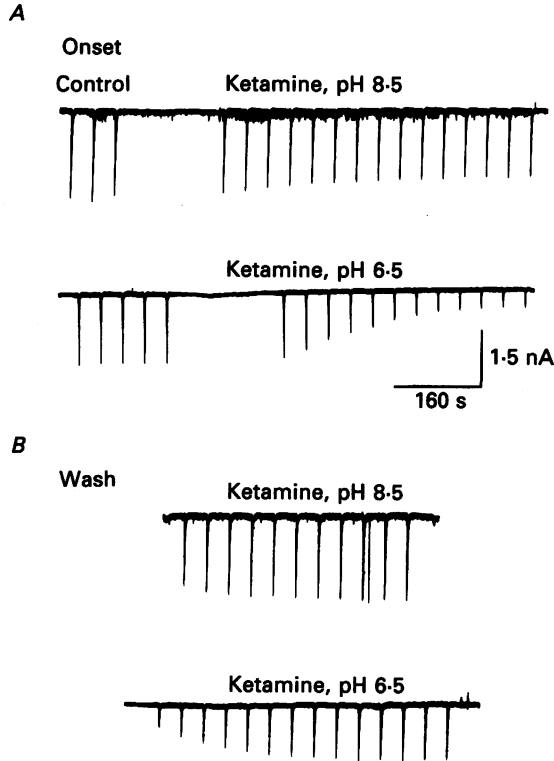 A
Onset
Control Ketamine, pH 8·5
Ketamine, pH 6·5
1·5 nA
160 s
B
Wash
Ketamine, pH 8·5
Ketamine, pH 6·5